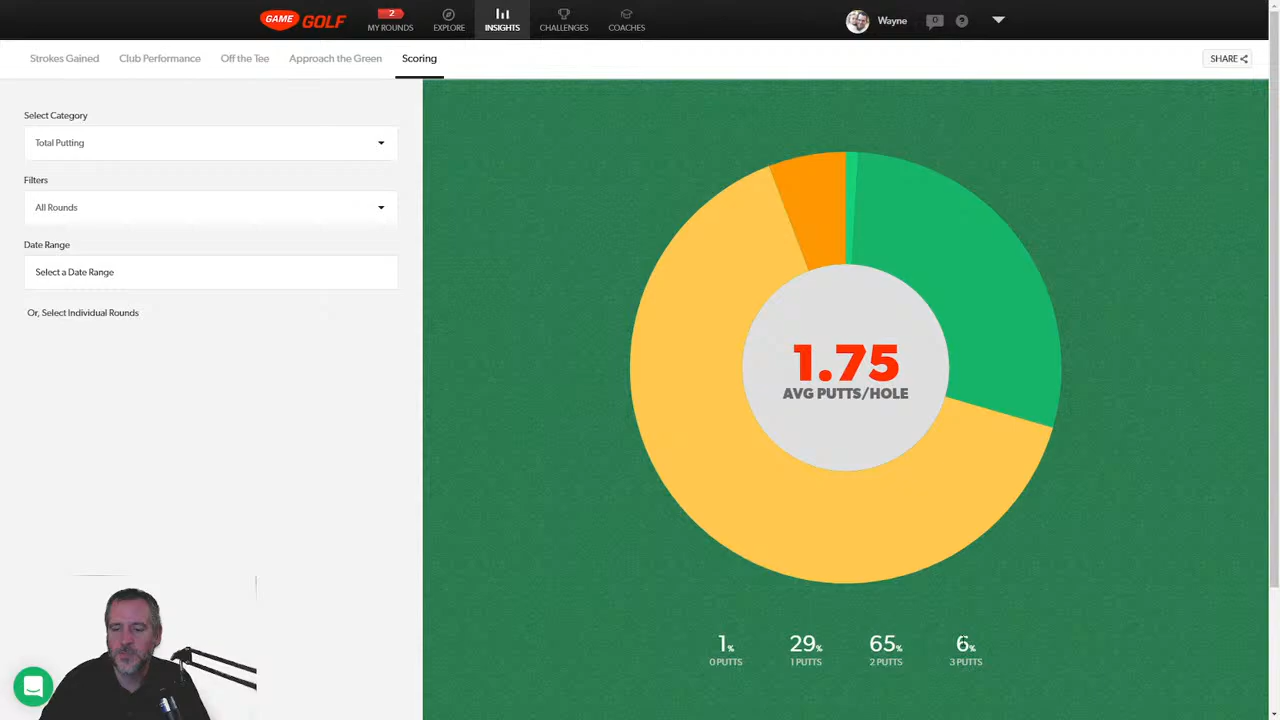 GAME GOLF
2
MY ROUNDS
EXPLORE
INSIGHTS
CHALLENGES
COACHES
Wayne
0
?
Strokes Gained
Club Performance
Off the Tee
Approach the Green
Scoring
SHARE
Select Category
Total Putting
Filters
All Rounds
Date Range
Select a Date Range
Or, Select Individual Rounds
1.75
AVG PUTTS/HOLE
1% 29% 65% 6%
0 PUTTS 1 PUTTS 2 PUTTS 3 PUTTS